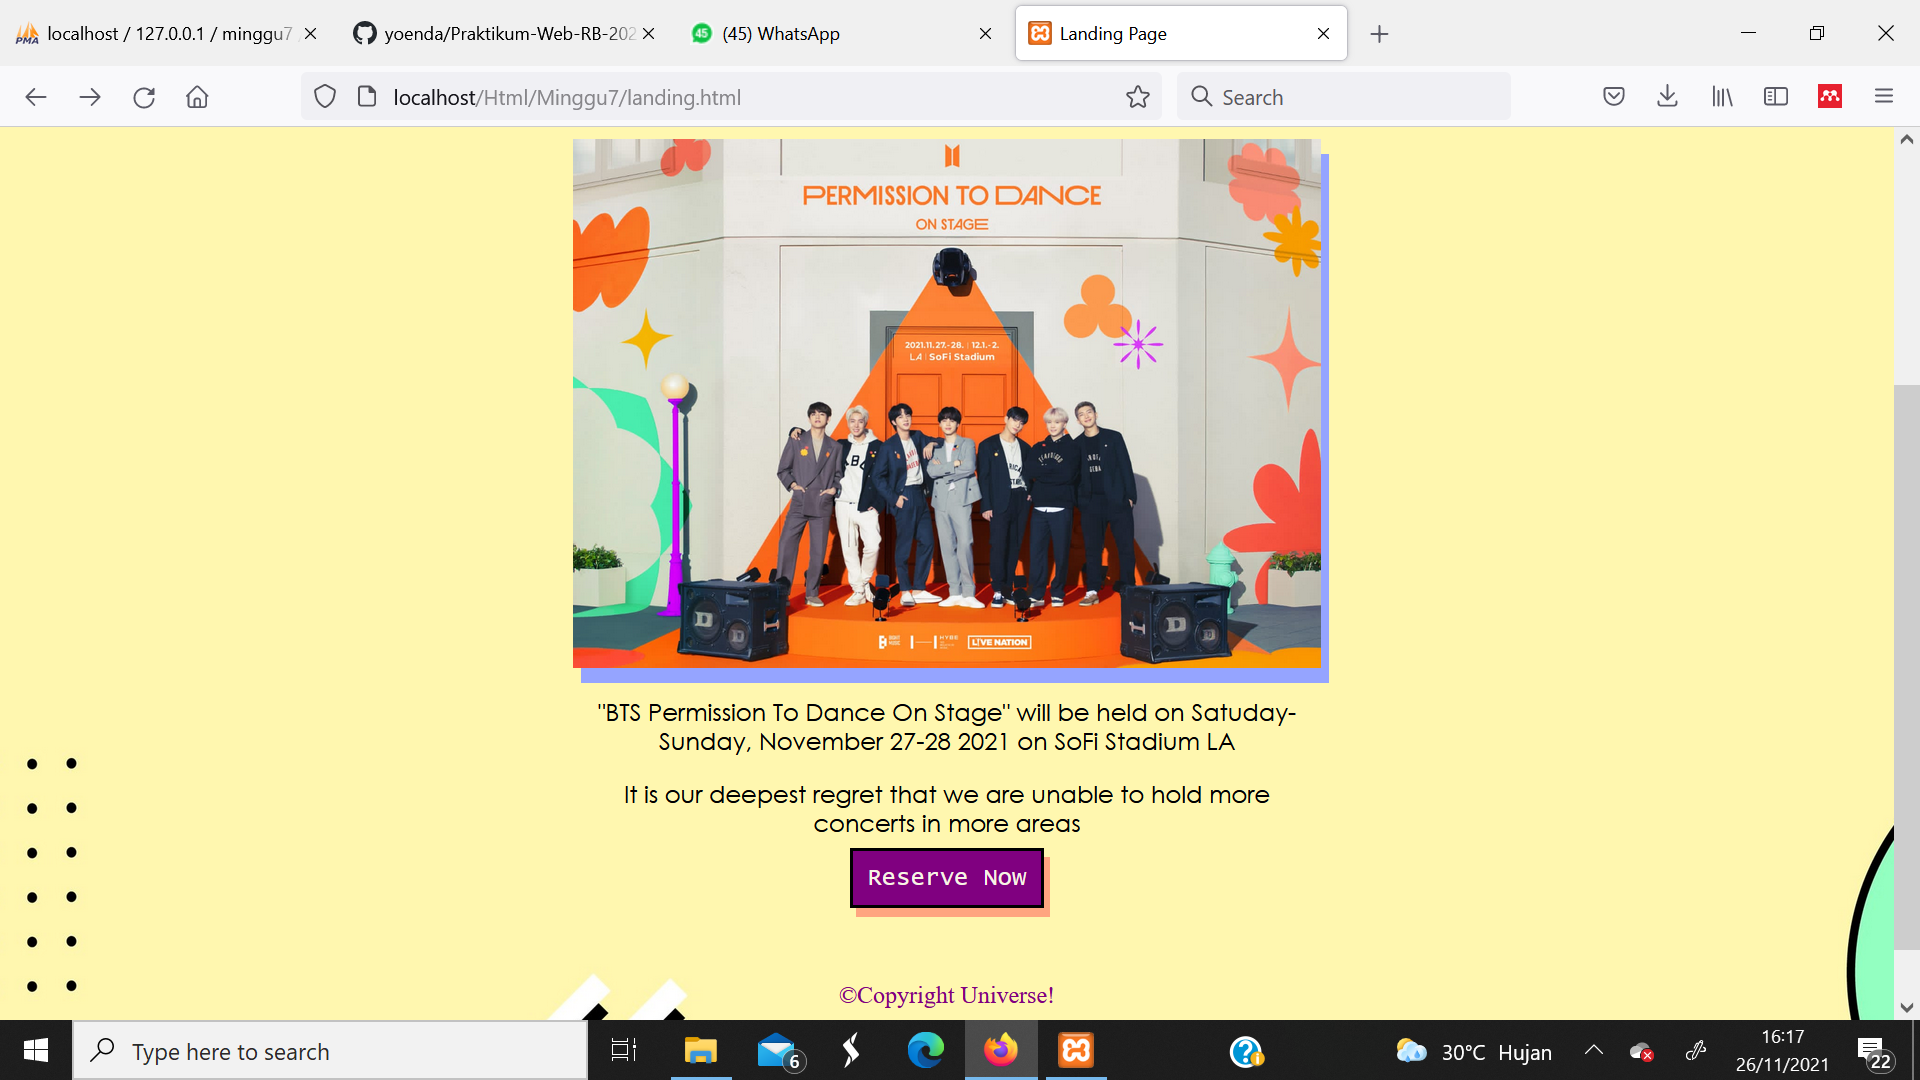 localhost / 127.0.0.1 / minggu7
yoenda/Praktikum-Web-RB-202
(45) WhatsApp
Landing Page
localhost/Html/Minggu7/landing.html
Search
PERMISSION TO DANCE
ON STAGE
2021.11.27.-28. | 12.1.-2.
LA | SoFi Stadium
D D
D D
HYBE
LIVE NATION
"BTS Permission To Dance On Stage" will be held on Satuday-
Sunday, November 27-28 2021 on SoFi Stadium LA
It is our deepest regret that we are unable to hold more
concerts in more areas
Reserve Now
©Copyright Universe!
Type here to search
6
30°C Hujan
16:17
26/11/2021
22